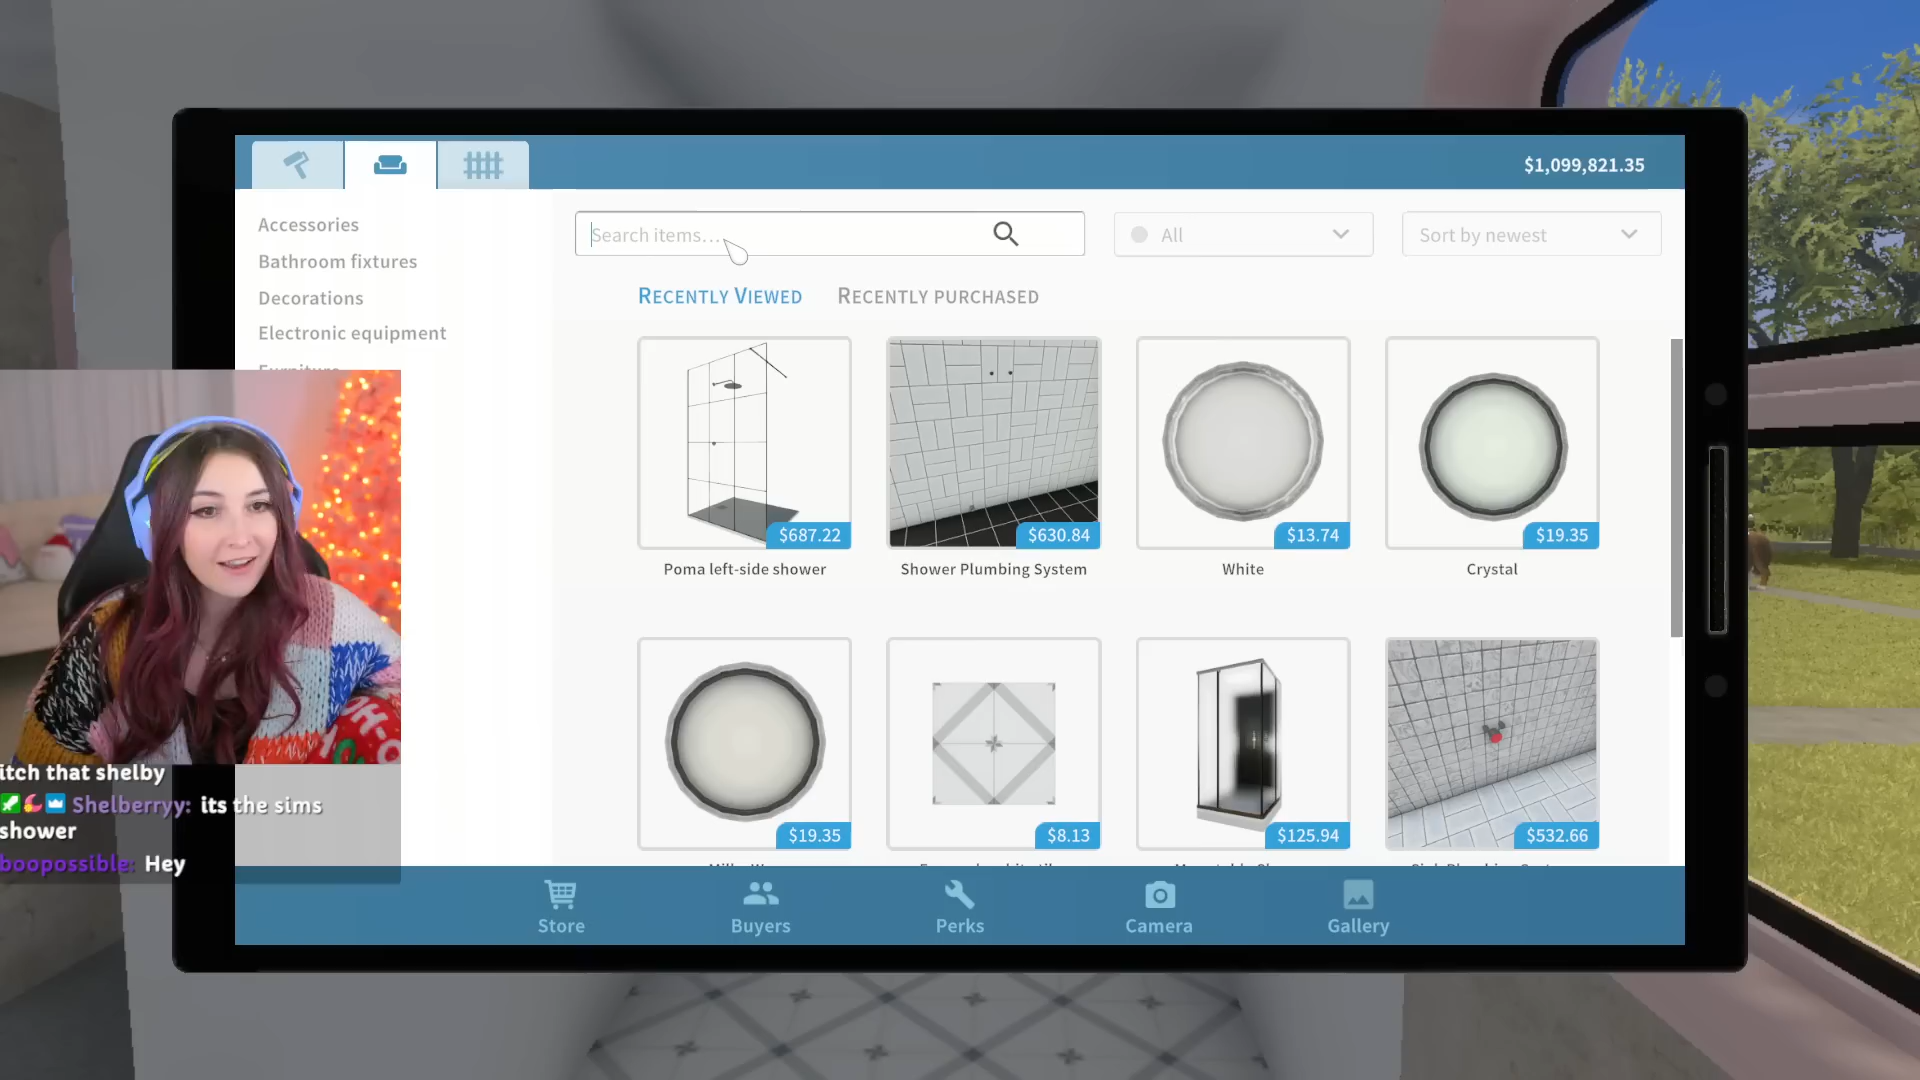 $1,099,821.35
Accessories
Bathroom fixtures
Decorations
Electronic equipment
Furniture
Search items...
All
Sort by newest
RECENTLY VIEWED
RECENTLY PURCHASED
$687.22
$630.84
$13.74
$19.35
Poma left-side shower
Shower Plumbing System
White
Crystal
$19.35
$8.13
$125.94
$532.66
itch that shelby
Shelberryy: its the sims
shower
boopossible: Hey
Store
Buyers
Perks
Camera
Gallery